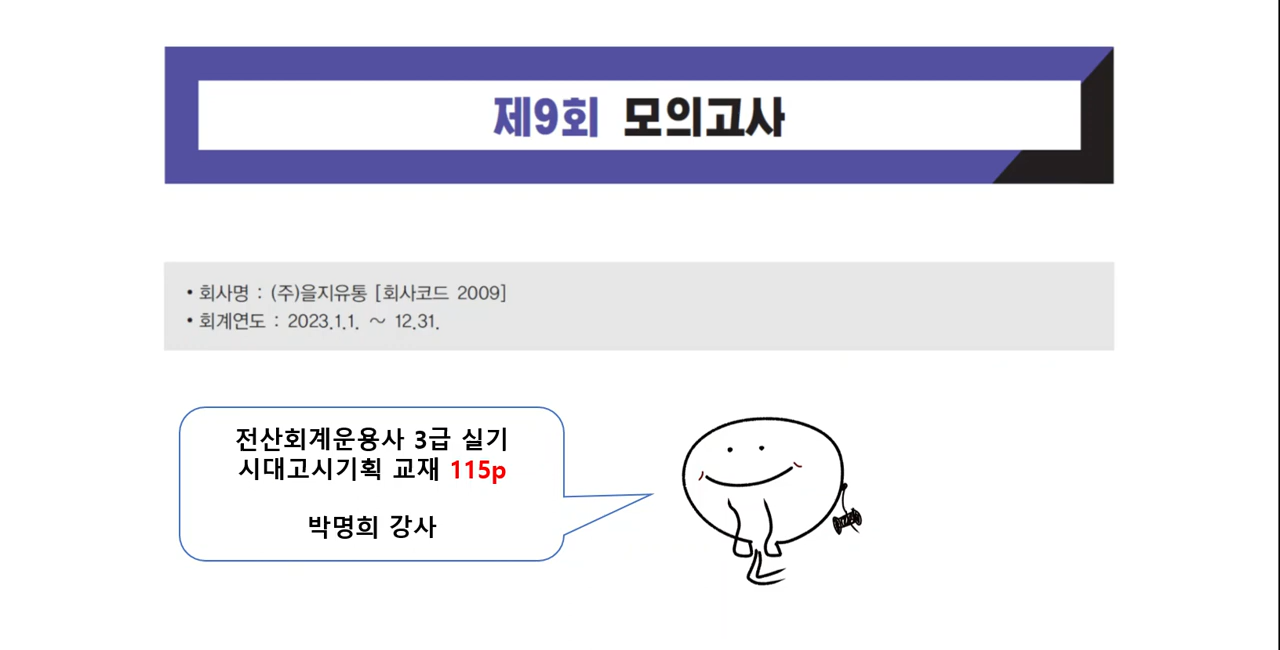 제9회 모의고사
• 회사명 : (주)을지유통 [회사코드 2009]
• 회계연도 : 2023.1.1. ~ 12.31.
전산회계운용사 3급 실기
시대고시기획 교재 115p
박명희 강사